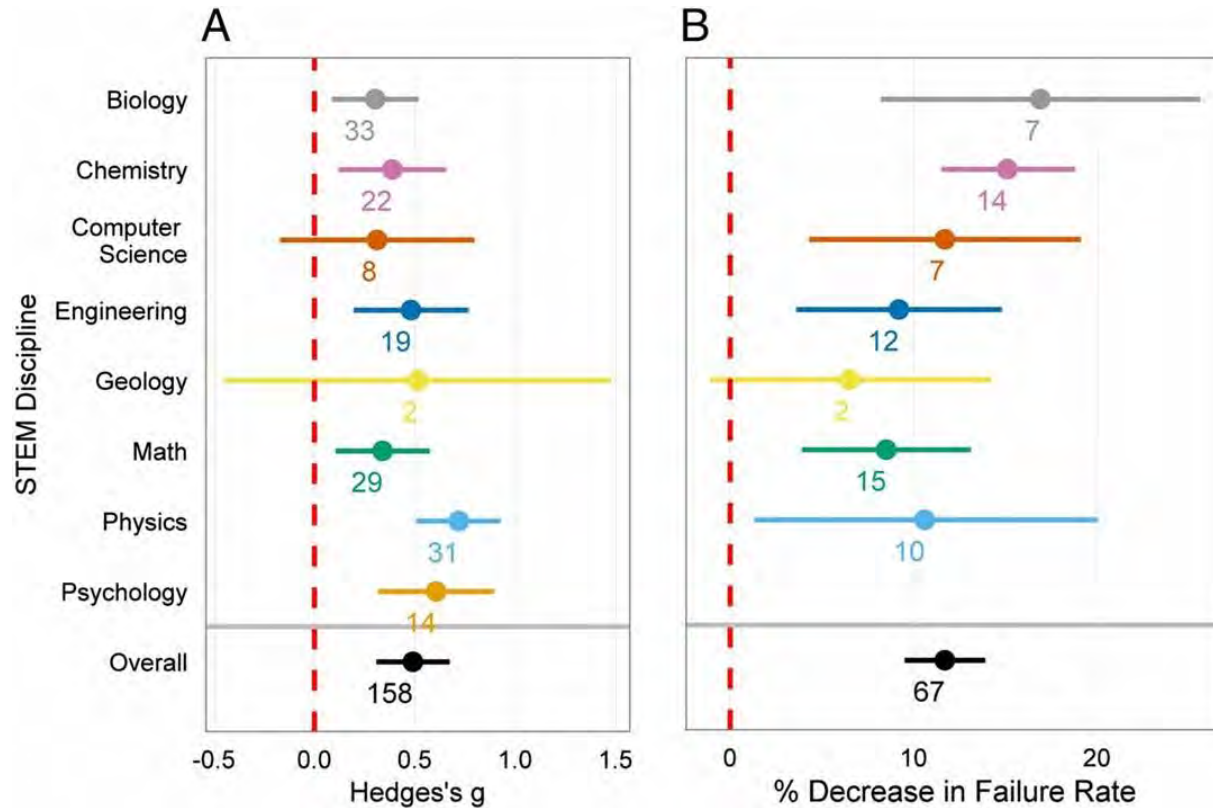 A
B
Biology
33
7
Chemistry
22
14
Computer
Science
8
7
Engineering
19
12
Geology
2
2
Math
29
15
Physics
31
10
Psychology
14
Overall
158
67
STEM Discipline
-0.5 0.0 0.5 1.0 1.5
0 10 20
Hedges's g
% Decrease in Failure Rate